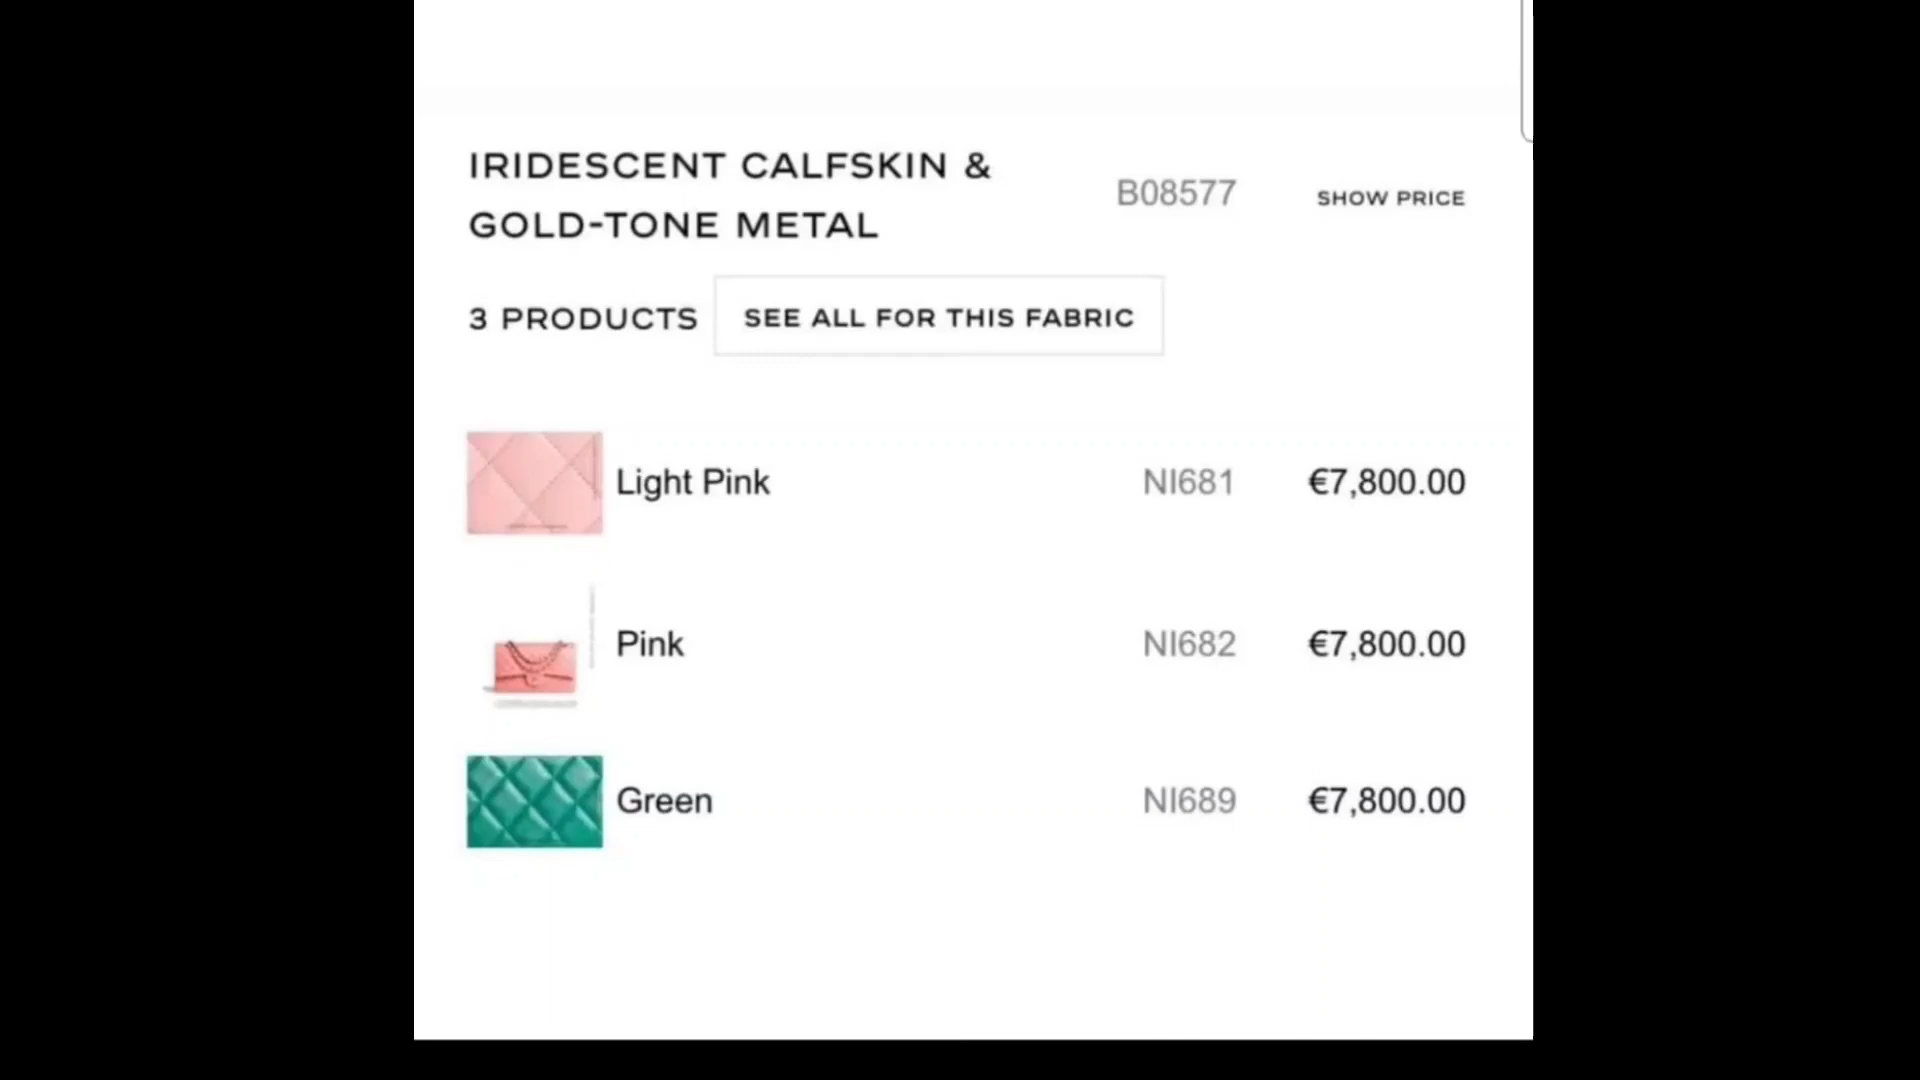 IRIDESCENT CALFSKIN &
GOLD-TONE METAL
B08577
SHOW PRICE
3 PRODUCTS
SEE ALL FOR THIS FABRIC
Light Pink NI681 €7,800.00
Pink NI682 €7,800.00
Green NI689 €7,800.00